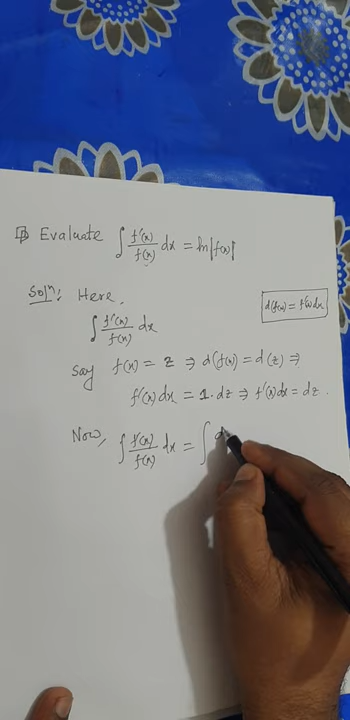 Evaluate ∫ f'(x)/f(x) dx = ln|f(x)|
Solⁿ: Here,
d(f(x)) = f'(x)dx
∫ f'(x)/f(x) dx
Say f(x) = z ⇒ d(f(x)) = d(z) ⇒
f'(x) dx = 1. dz ⇒ f'(x)dx = dz .
Now, ∫ f'(x)/f(x) dx = ∫ d